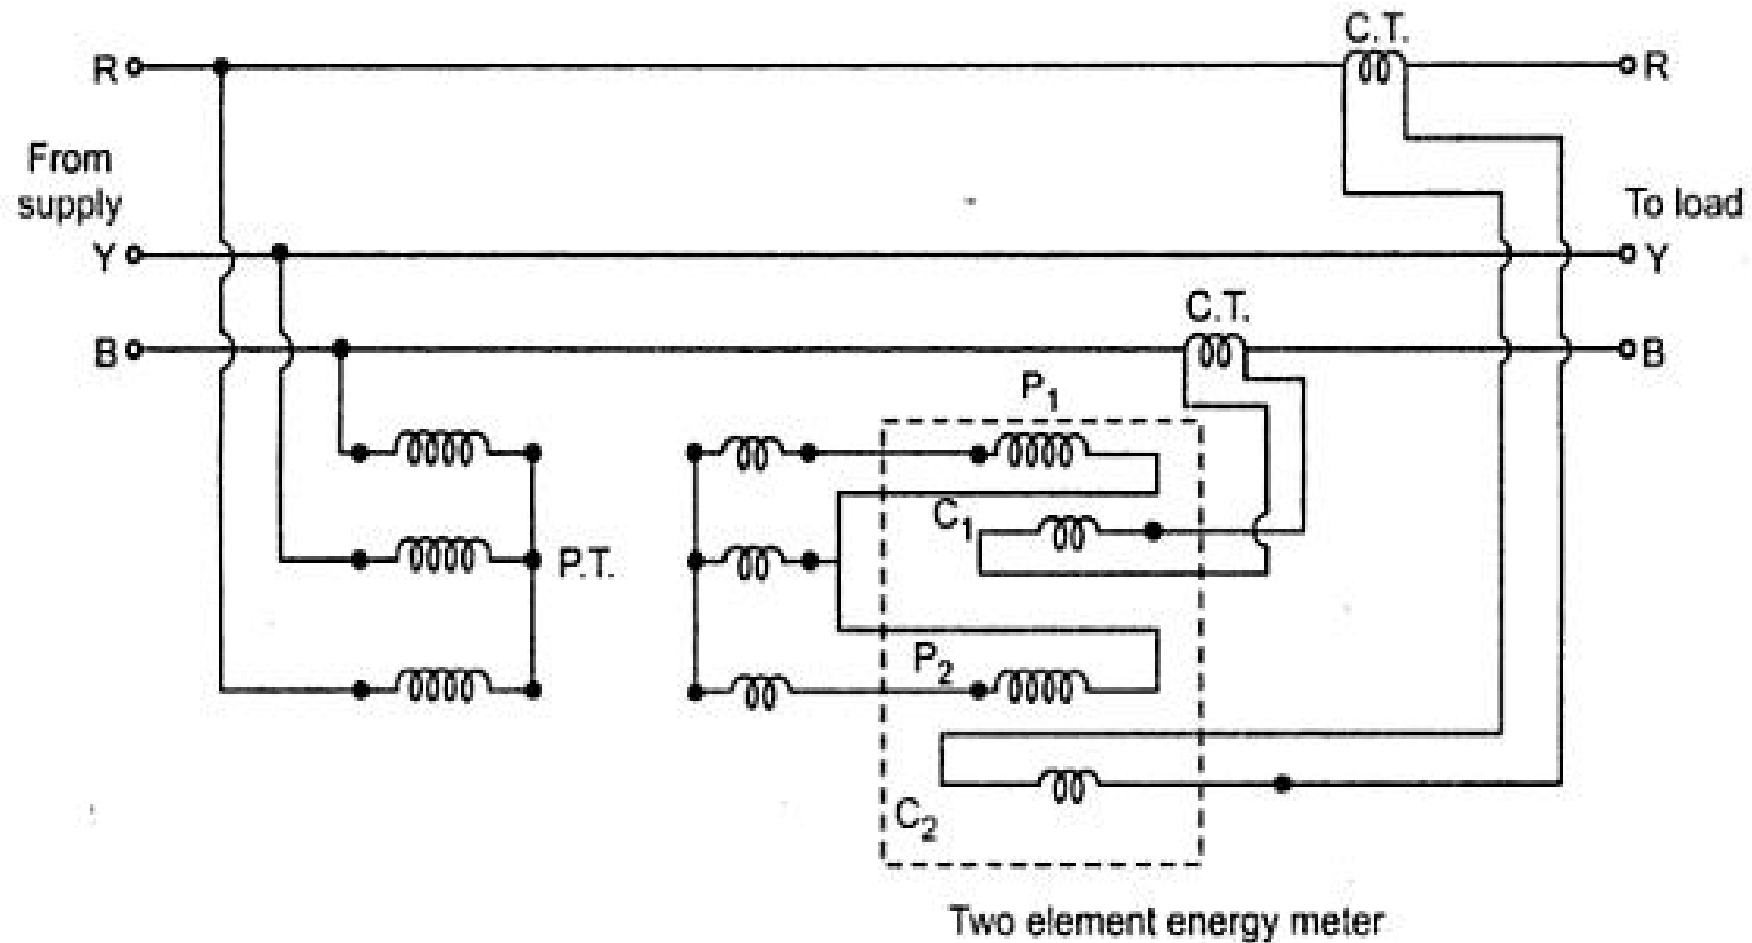 C.T.
R
R
From
supply
To load
Y
Y
C.T.
B
B
P1
C1
P.T.
P2
C2
Two element energy meter